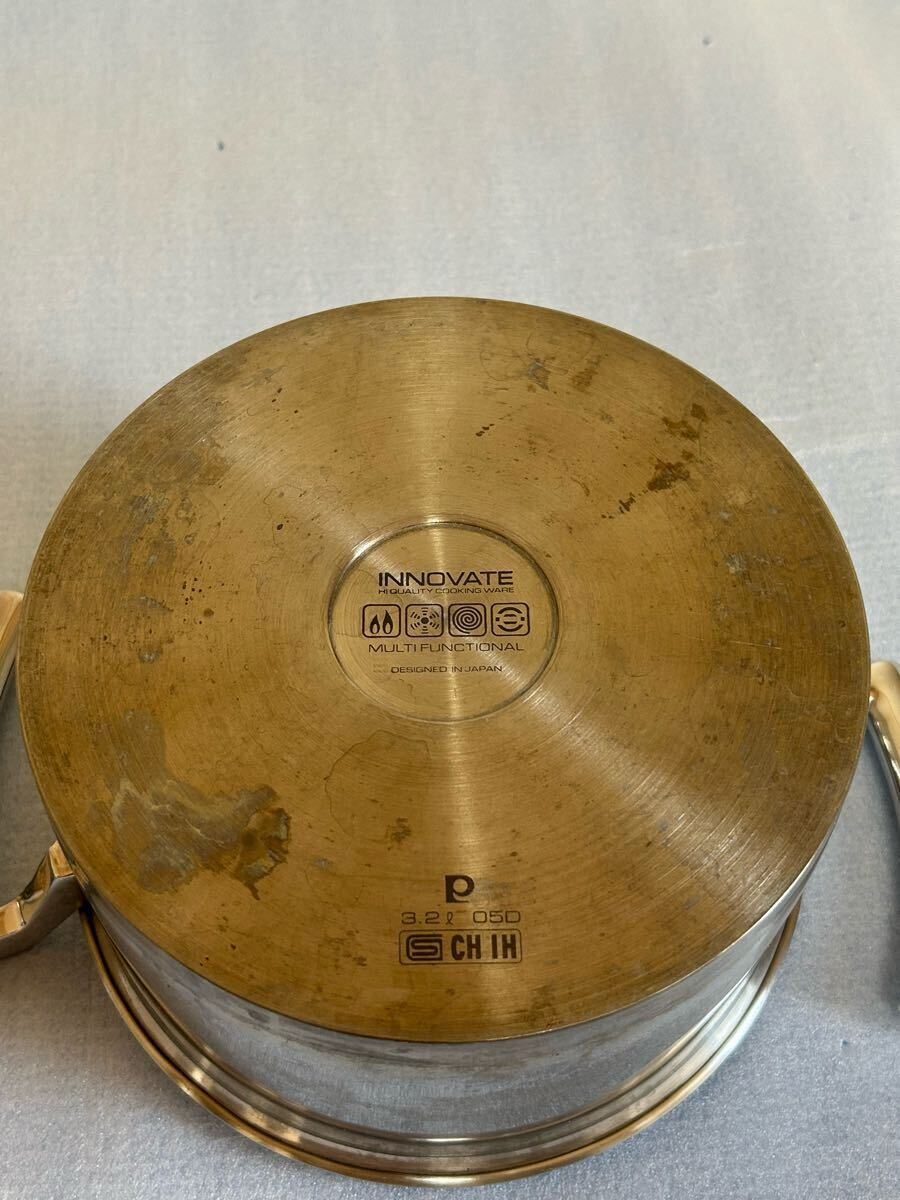 INNOVATE
HI QUALITY COOKING WARE
MULTI FUNCTIONAL
DESIGNED IN JAPAN
P
3.2ℓ 05D
S CH IH